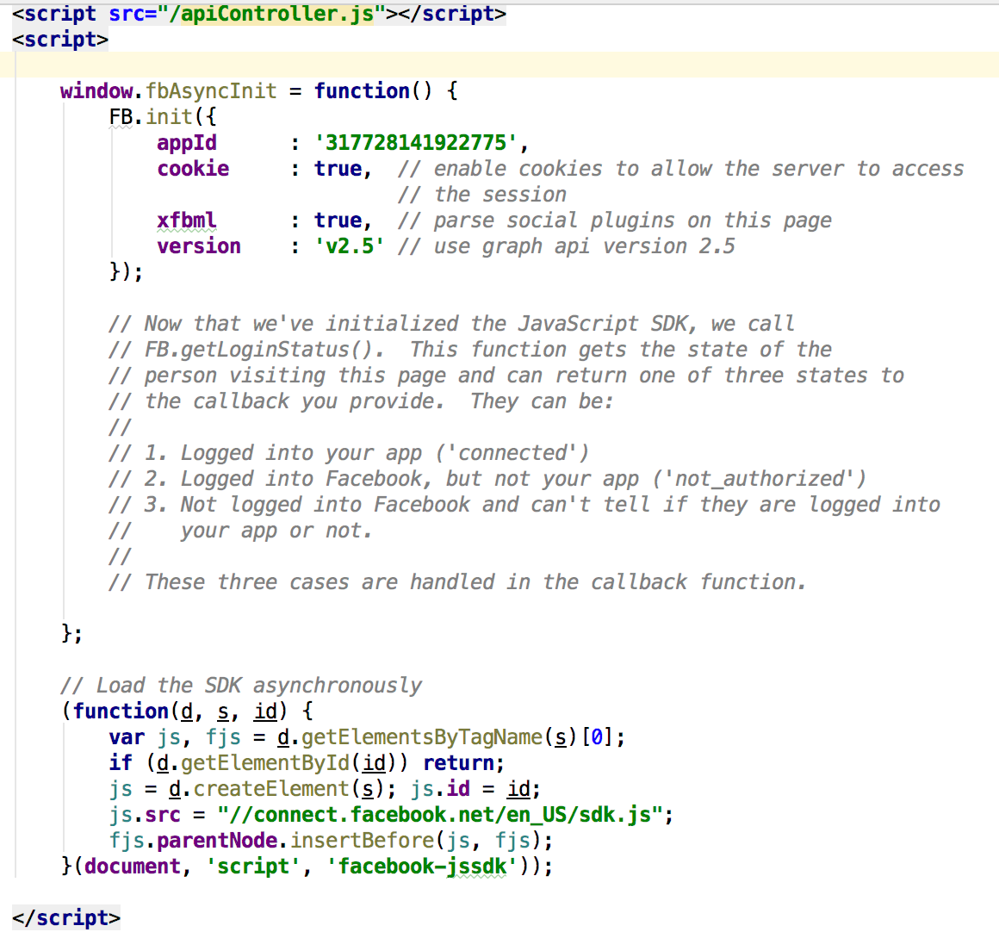 <script src="/apiController.js"></script>
<script>
window.fbAsyncInit = function() {
FB.init({
appId      : '317728141922775',
cookie     : true,  // enable cookies to allow the server to access
// the session
xfbml      : true,  // parse social plugins on this page
version    : 'v2.5' // use graph api version 2.5
});
// Now that we've initialized the JavaScript SDK, we call
// FB.getLoginStatus().  This function gets the state of the
// person visiting this page and can return one of three states to
// the callback you provide.  They can be:
//
// 1. Logged into your app ('connected')
// 2. Logged into Facebook, but not your app ('not_authorized')
// 3. Not logged into Facebook and can't tell if they are logged into
//    your app or not.
//
// These three cases are handled in the callback function.
};
// Load the SDK asynchronously
(function(d, s, id) {
var js, fjs = d.getElementsByTagName(s)[0];
if (d.getElementById(id)) return;
js = d.createElement(s); js.id = id;
js.src = "//connect.facebook.net/en_US/sdk.js";
fjs.parentNode.insertBefore(js, fjs);
}(document, 'script', 'facebook-jssdk'));
</script>